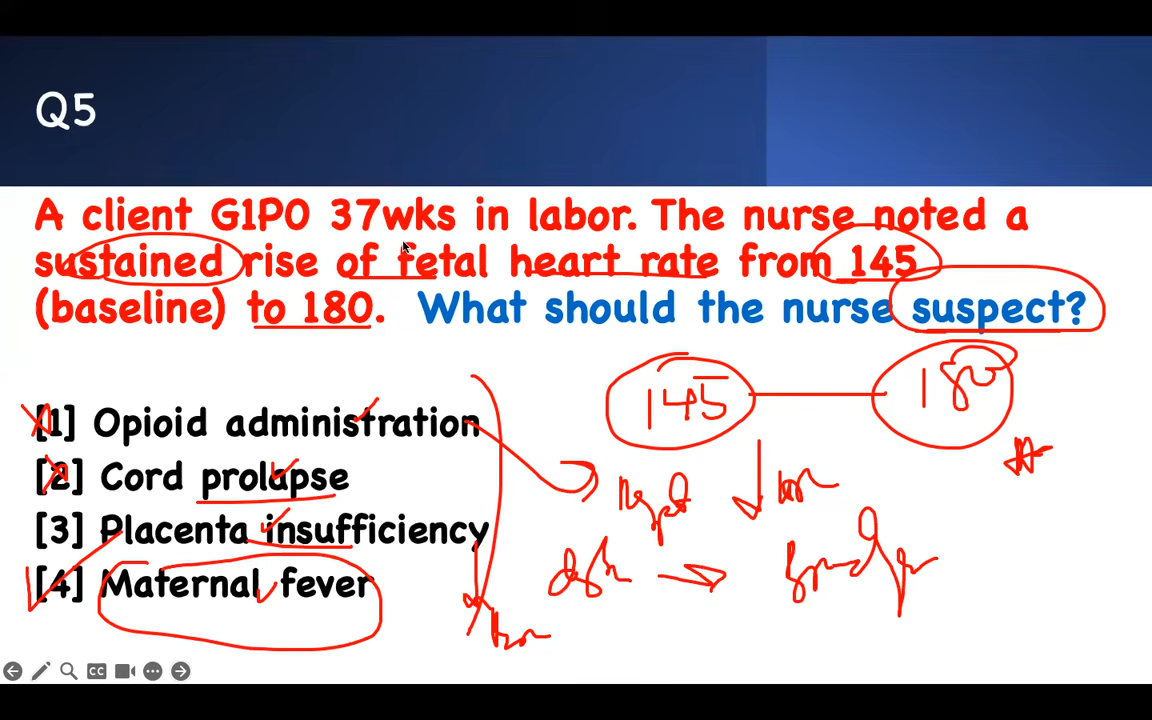 Q5
A client G1P0 37wks in labor. The nurse noted a
sustained rise of fetal heart rate from 145
(baseline) to 180. What should the nurse suspect?
145 180
[1] Opioid administration
[2] Cord prolapse
[3] Placenta insufficiency
[4] Maternal fever
CC